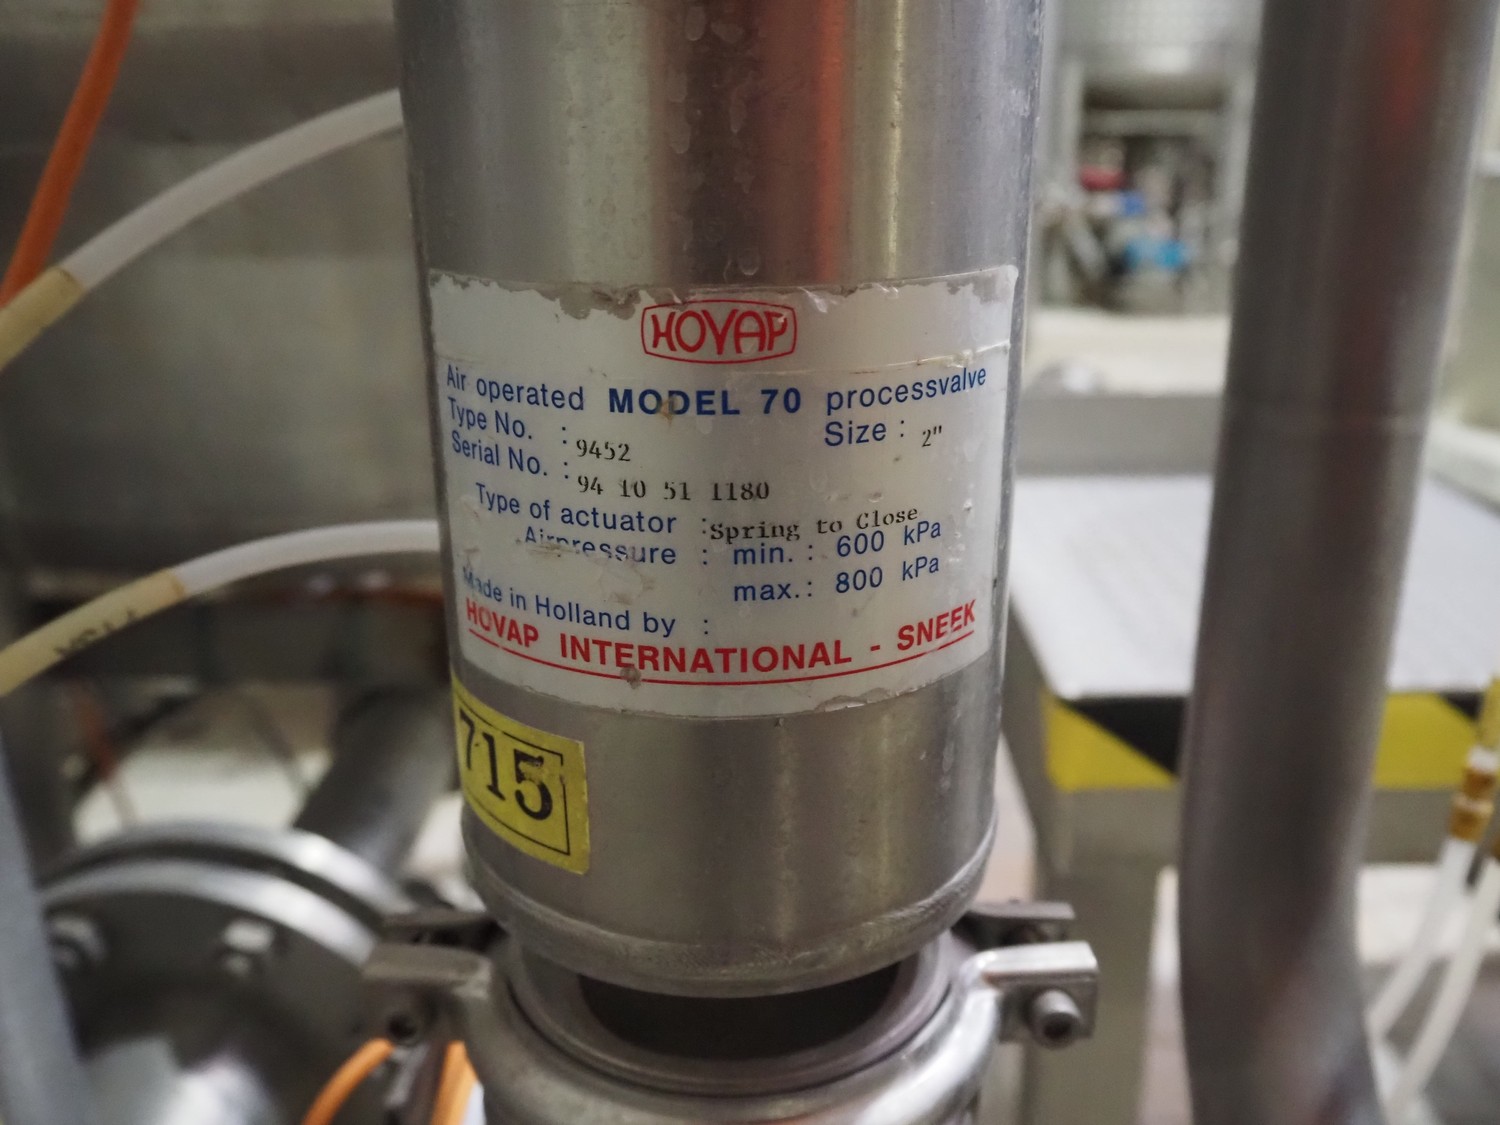 HOVAP
Air operated MODEL 70 processvalve
Type No. : 9452 Size : 2"
Serial No. : 94 10 51 1180
Type of actuator : Spring to Close
Airpressure : min. : 600 kPa
max. : 800 kPa
Made in Holland by :
HOVAP INTERNATIONAL - SNEEK
715